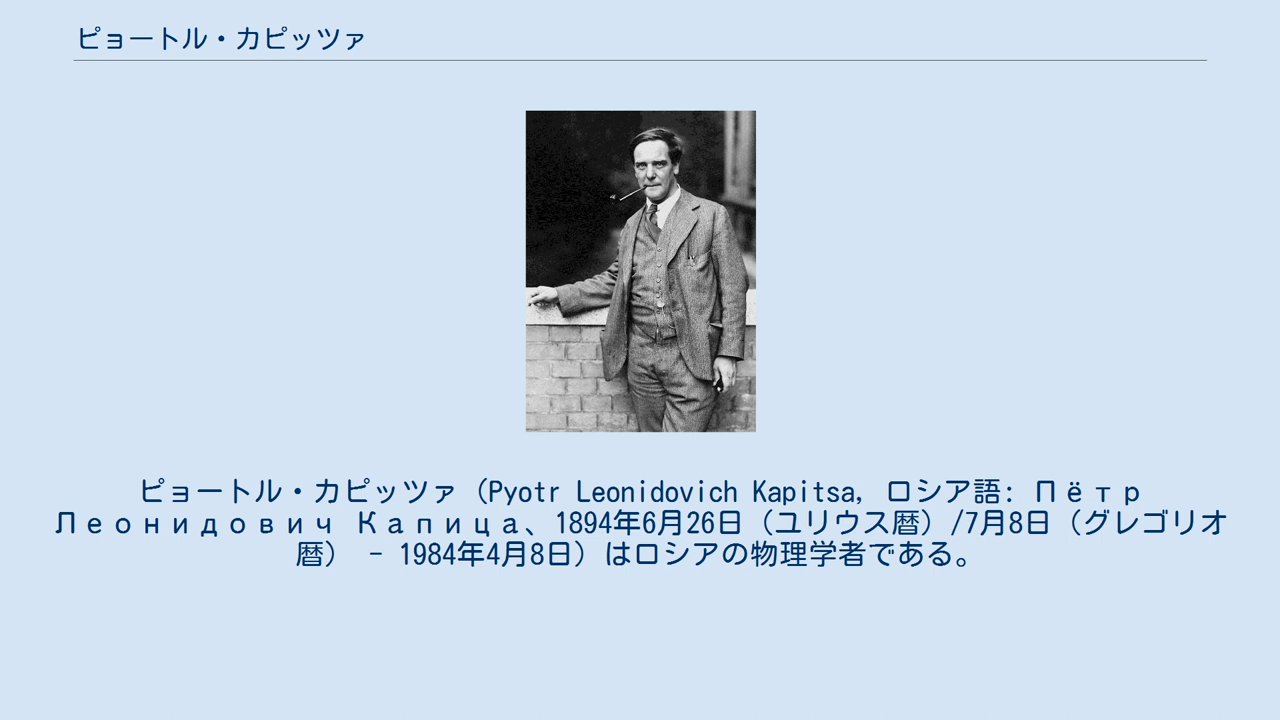 ピョートル・カピッツァ
ピョートル・カピッツァ（Pyotr Leonidovich Kapitsa, ロシア語: Пётр
Леонидович Капица、1894年6月26日（ユリウス暦）/7月8日（グレゴリオ
暦） - 1984年4月8日）はロシアの物理学者である。